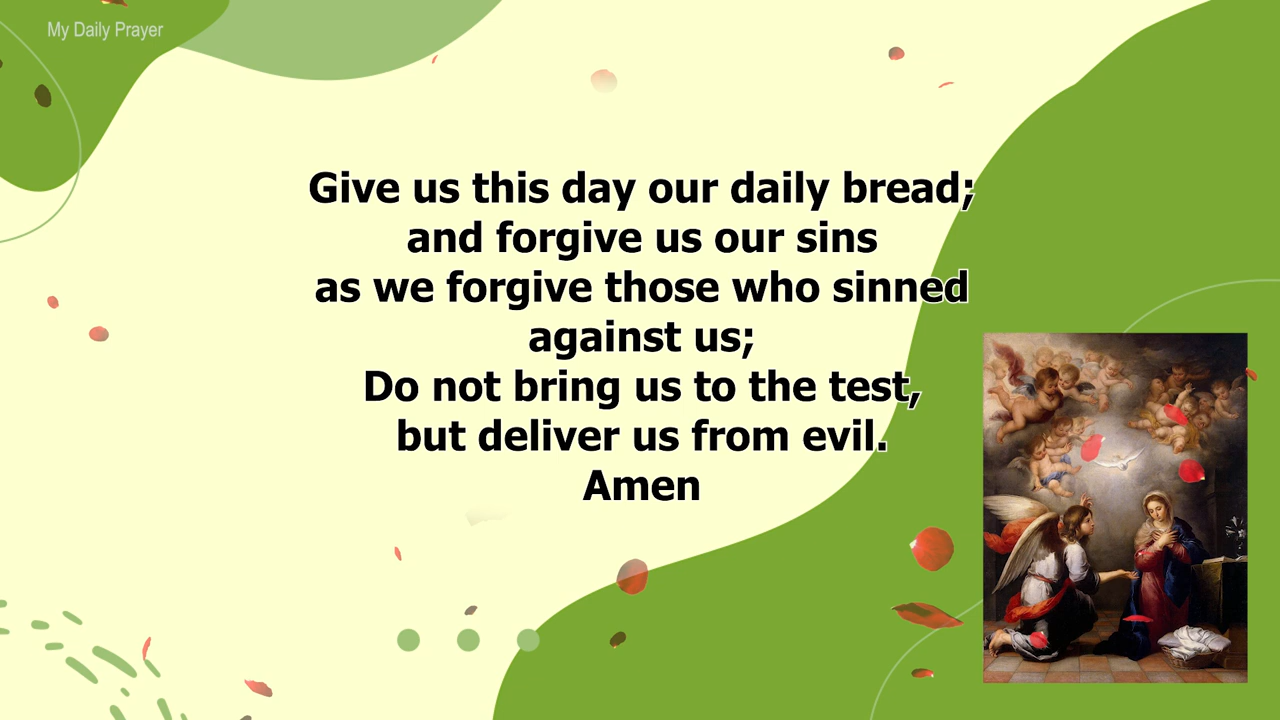 My Daily Prayer
Give us this day our daily bread;
and forgive us our sins
as we forgive those who sinned
against us;
Do not bring us to the test,
but deliver us from evil.
Amen